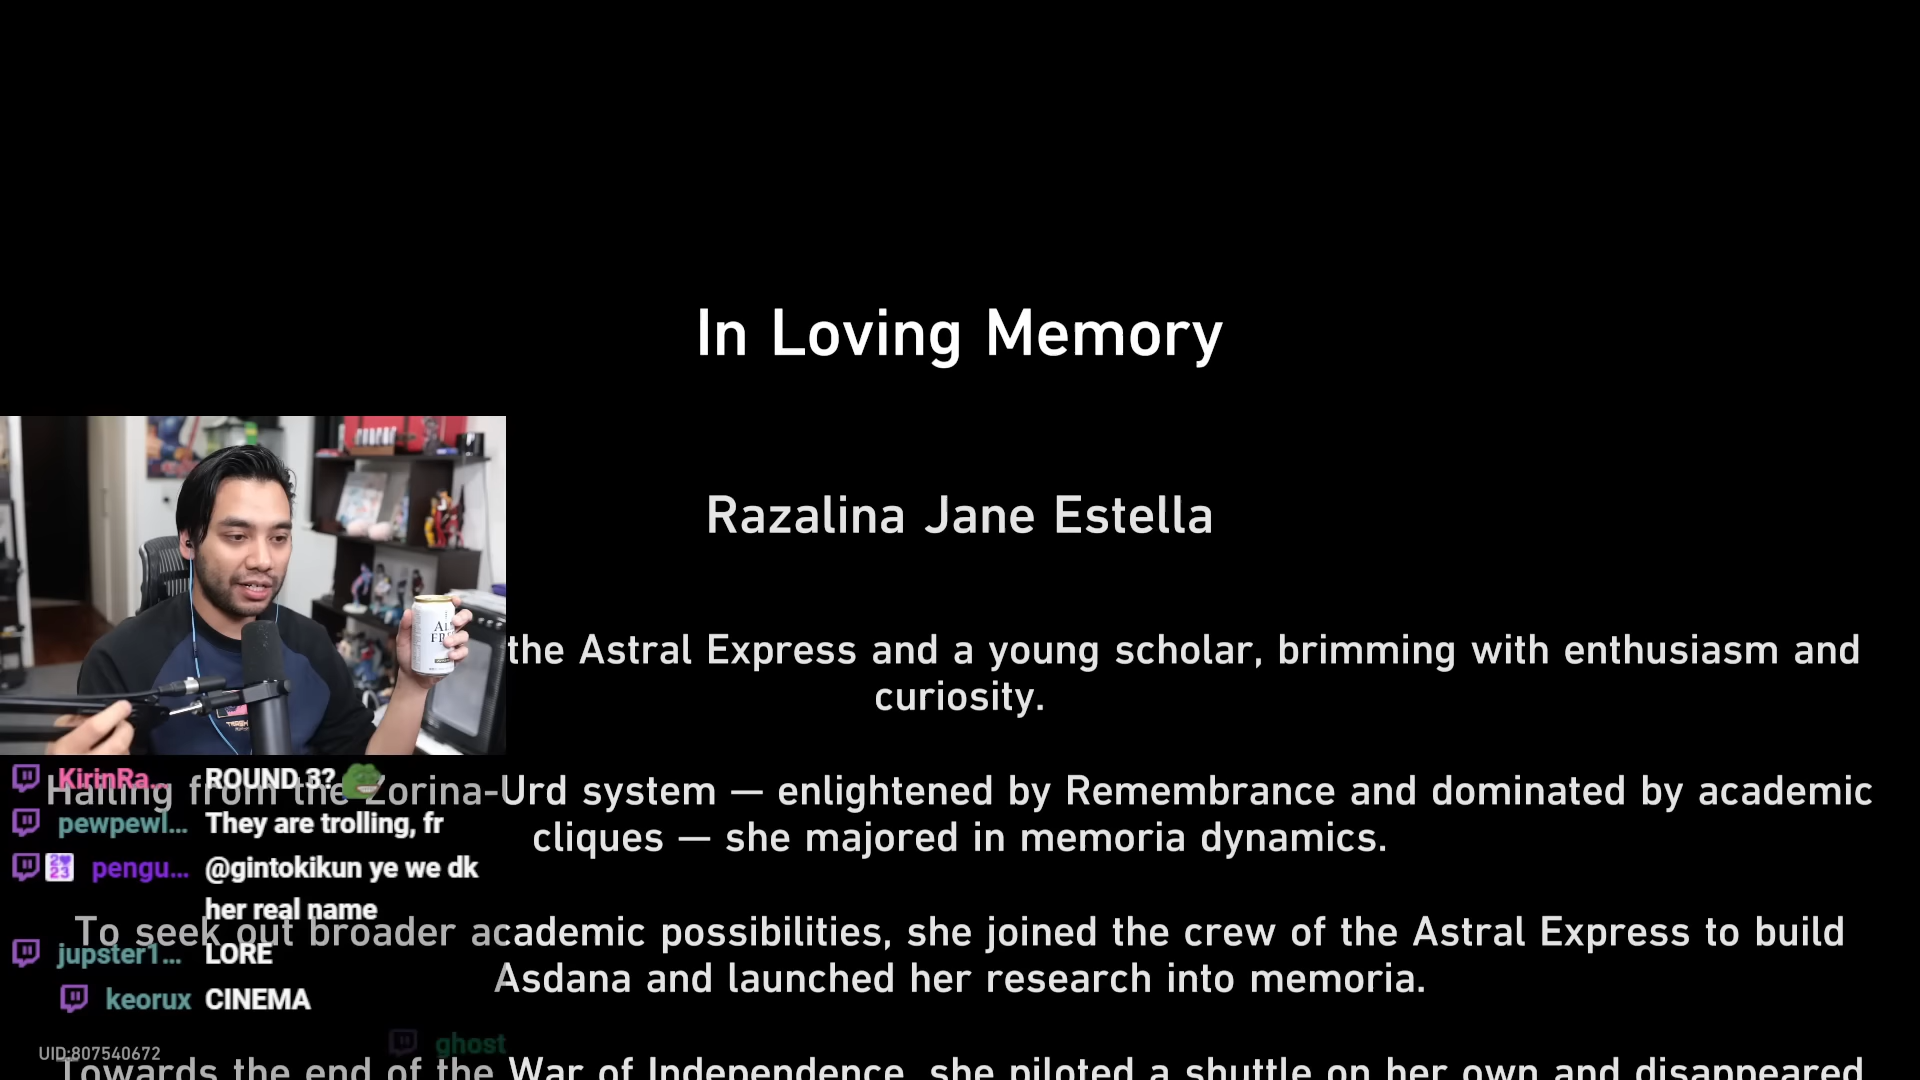 In Loving Memory
Razalina Jane Estella
the Astral Express and a young scholar, brimming with enthusiasm and
curiosity.
Hailing from the Zorina-Urd system — enlightened by Remembrance and dominated by academic
cliques — she majored in memoria dynamics.
To seek out broader academic possibilities, she joined the crew of the Astral Express to build
Asdana and launched her research into memoria.
Towards the end of the War of Independence, she piloted a shuttle on her own and disappeared
KirinRa... ROUND 3?
pewpewl... They are trolling, fr
pengu... @gintokikun ye we dk
her real name
jupster1... LORE
keorux CINEMA
ghost
UID:807540672